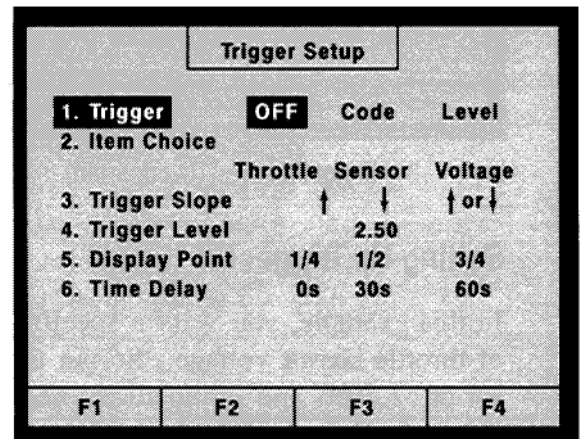 Trigger Setup
1. Trigger OFF Code Level
2. Item Choice
Throttle Sensor Voltage
3. Trigger Slope ↑ ↓ ↑ or ↓
4. Trigger Level 2.50
5. Display Point 1/4 1/2 3/4
6. Time Delay 0s 30s 60s
F1 F2 F3 F4